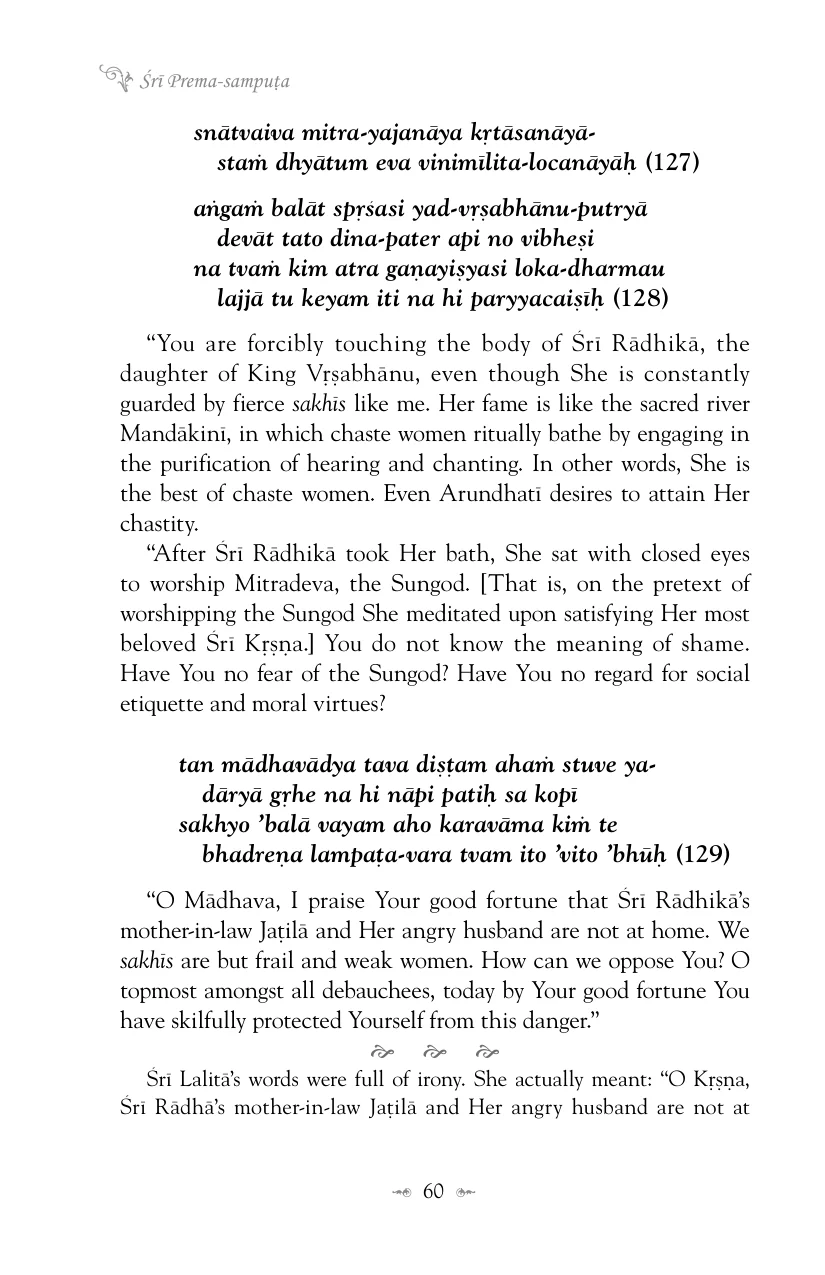 Śrī Prema-sampuṭa
snātvaiva mitra-yajanāya kṛtāsanāyā-
staṁ dhyātum eva vinimīlita-locanāyāḥ (127)
aṅgaṁ balāt spṛśasi yad-vṛṣabhānu-putryā
devāt tato dina-pater api no vibheṣi
na tvaṁ kim atra gaṇayiṣyasi loka-dharmau
lajjā tu keyam iti na hi paryyacaiṣīḥ (128)
“You are forcibly touching the body of Śrī Rādhikā, the
daughter of King Vṛṣabhānu, even though She is constantly
guarded by fierce sakhīs like me. Her fame is like the sacred river
Mandākinī, in which chaste women ritually bathe by engaging in
the purification of hearing and chanting. In other words, She is
the best of chaste women. Even Arundhatī desires to attain Her
chastity.
“After Śrī Rādhikā took Her bath, She sat with closed eyes
to worship Mitradeva, the Sungod. [That is, on the pretext of
worshipping the Sungod She meditated upon satisfying Her most
beloved Śrī Kṛṣṇa.] You do not know the meaning of shame.
Have You no fear of the Sungod? Have You no regard for social
etiquette and moral virtues?
tan mādhavādya tava diṣṭam ahaṁ stuve ya-
dāryā gṛhe na hi nāpi patiḥ sa kopī
sakhyo ’balā vayam aho karavāma kiṁ te
bhadreṇa lampaṭa-vara tvam ito ’vito ’bhūḥ (129)
“O Mādhava, I praise Your good fortune that Śrī Rādhikā’s
mother-in-law Jaṭilā and Her angry husband are not at home. We
sakhīs are but frail and weak women. How can we oppose You? O
topmost amongst all debauchees, today by Your good fortune You
have skilfully protected Yourself from this danger.”
Śrī Lalitā’s words were full of irony. She actually meant: “O Kṛṣṇa,
Śrī Rādhā’s mother-in-law Jaṭilā and Her angry husband are not at
60